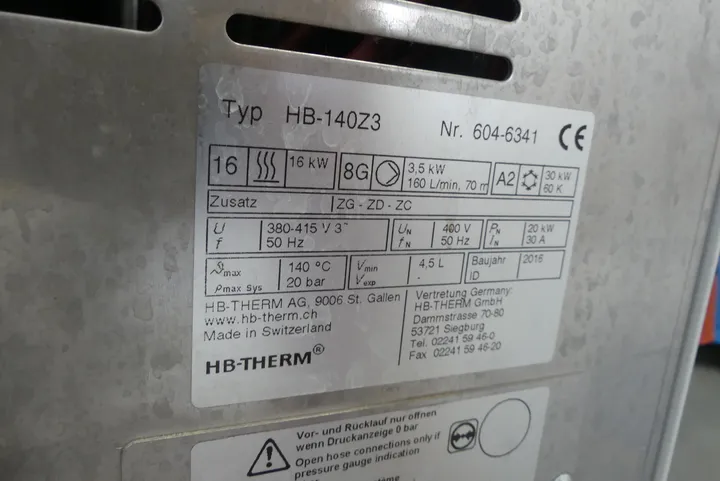 Typ HB-140Z3 Nr. 604-6341 CE
16 16 kW 8G 3,5 kW 160 L/min, 70 m A2 30 kW 60 K
Zusatz ZG - ZD - ZC
U 380-415 V 3~ UN 400 V PN 20 kW
f 50 Hz fN 50 Hz 30 A
ϑmax 140 °C Vmin 4,5 L Baujahr 2016
pmax sys 20 bar Vexp - ID
HB-THERM AG, 9006 St. Gallen
www.hb-therm.ch
Made in Switzerland
HB-THERM®
Vertretung Germany:
HB-THERM GmbH
Dammstrasse 70-80
53721 Siegburg
Tel. 02241 59 46-0
Fax 02241 59 46-20
Vor- und Rücklauf nur öffnen
wenn Druckanzeige 0 bar
Open hose connections only if
pressure gauge indication